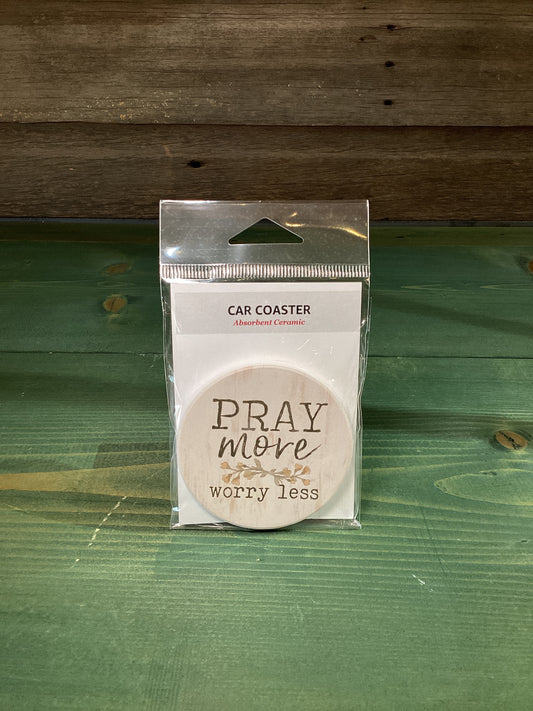 CAR COASTER
Absorbent Ceramic
PRAY
more
worry less